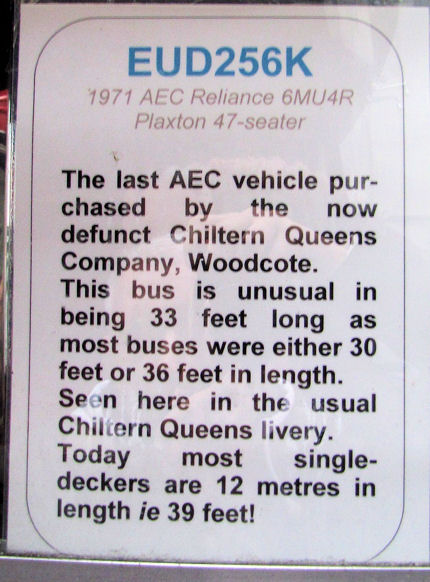 EUD256K
1971 AEC Reliance 6MU4R
Plaxton 47-seater
The last AEC vehicle pur-
chased by the now
defunct Chiltern Queens
Company, Woodcote.
This bus is unusual in
being 33 feet long as
most buses were either 30
feet or 36 feet in length.
Seen here in the usual
Chiltern Queens livery.
Today most single-
deckers are 12 metres in
length ie 39 feet!